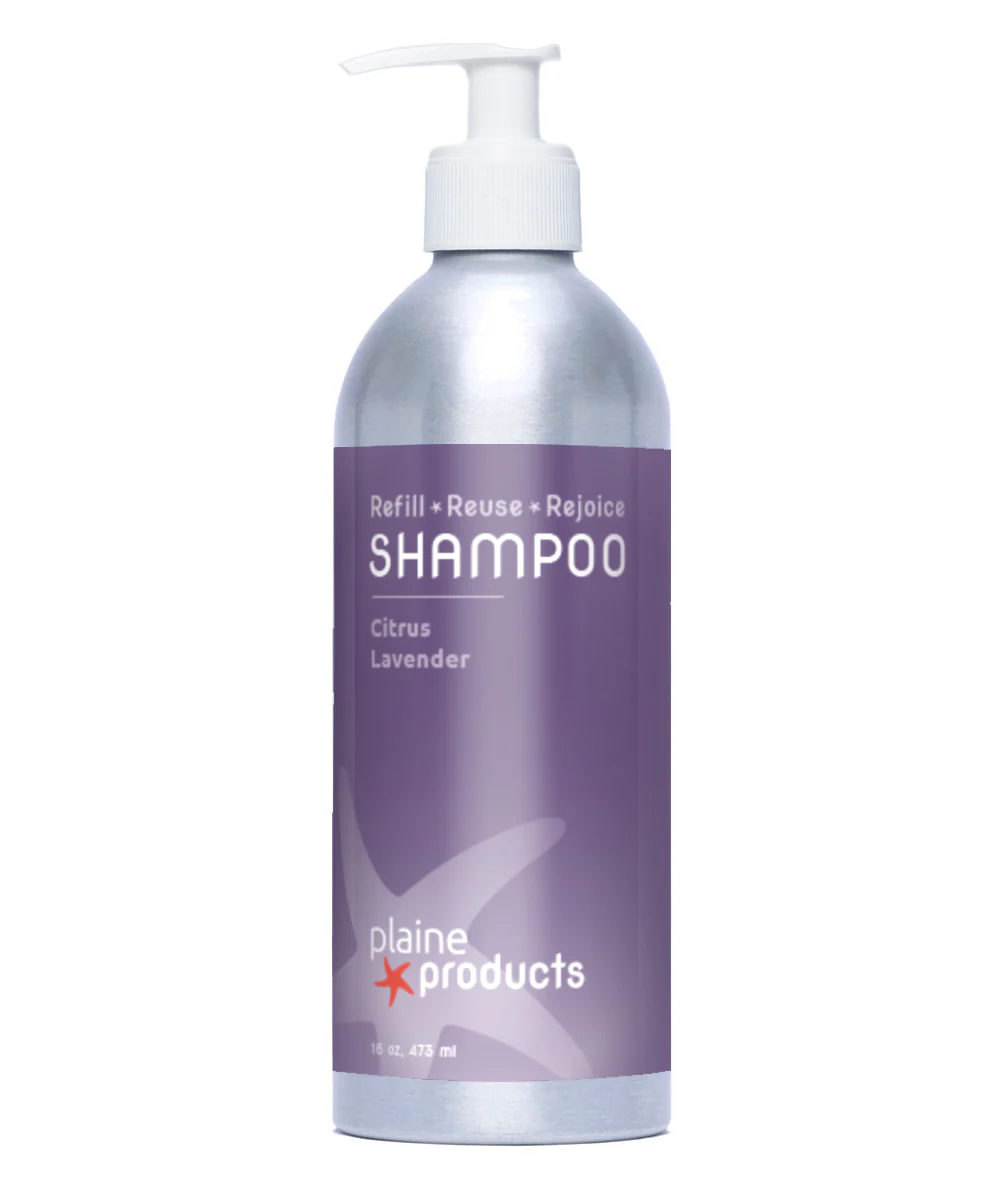 Refill * Reuse * Rejoice
SHAMPOO
Citrus
Lavender
plaine
products
16 oz, 473 ml